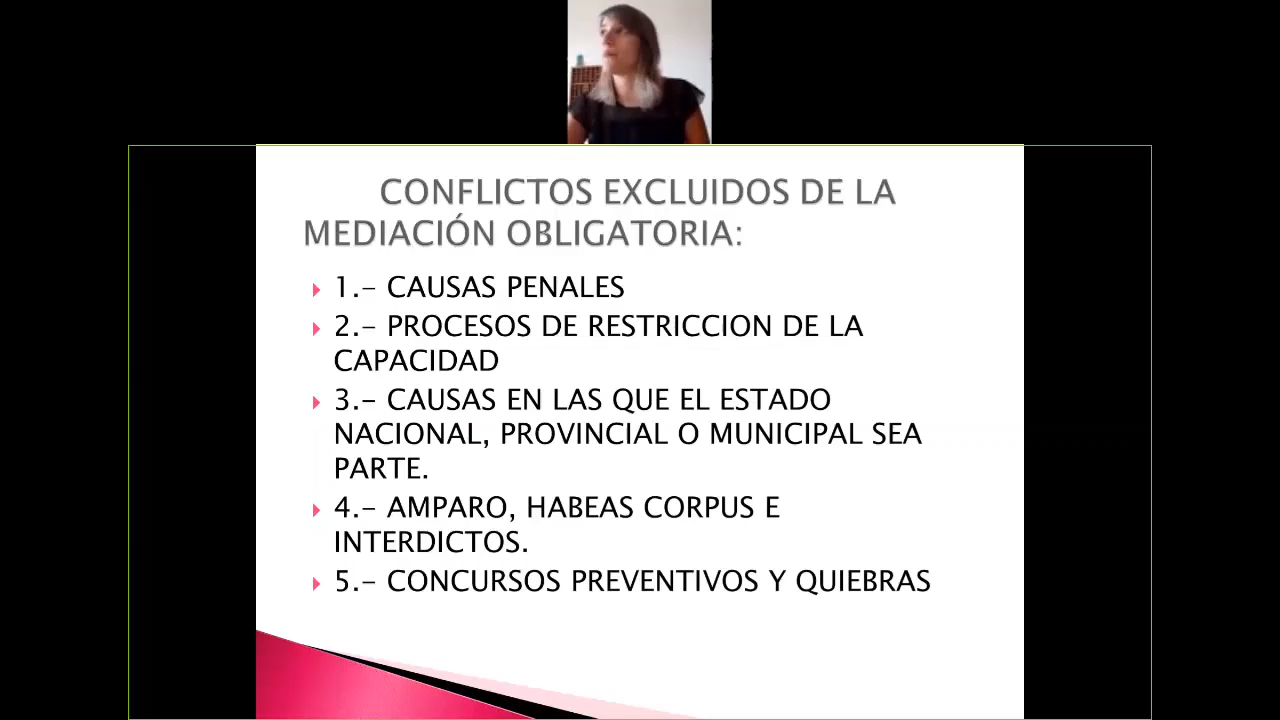 CONFLICTOS EXCLUIDOS DE LA
MEDIACIÓN OBLIGATORIA:
1.- CAUSAS PENALES
2.- PROCESOS DE RESTRICCION DE LA
CAPACIDAD
3.- CAUSAS EN LAS QUE EL ESTADO
NACIONAL, PROVINCIAL O MUNICIPAL SEA
PARTE.
4.- AMPARO, HABEAS CORPUS E
INTERDICTOS.
5.- CONCURSOS PREVENTIVOS Y QUIEBRAS